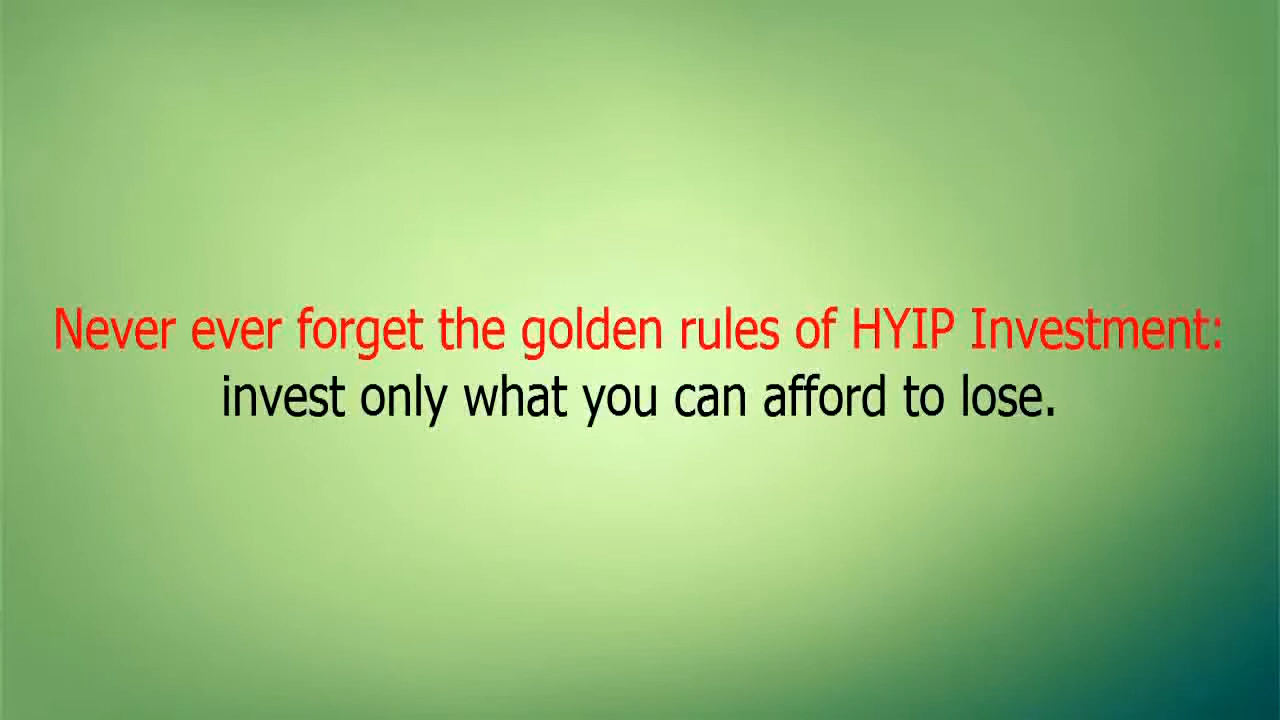 Never ever forget the golden rules of HYIP Investment:
invest only what you can afford to lose.